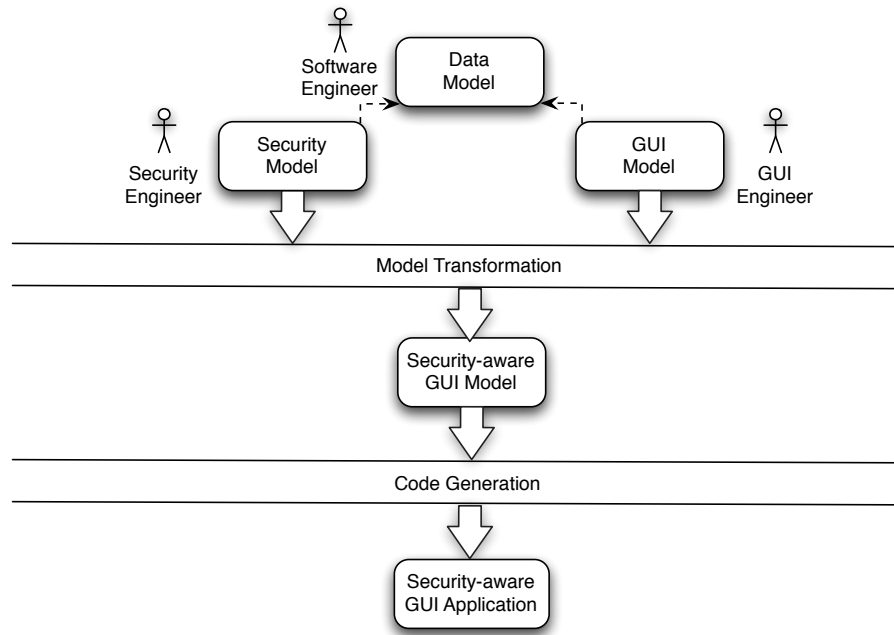 Software
Engineer
Data
Model
Security
Engineer
Security
Model
GUI
Model
GUI
Engineer
Model Transformation
Security-aware
GUI Model
Code Generation
Security-aware
GUI Application